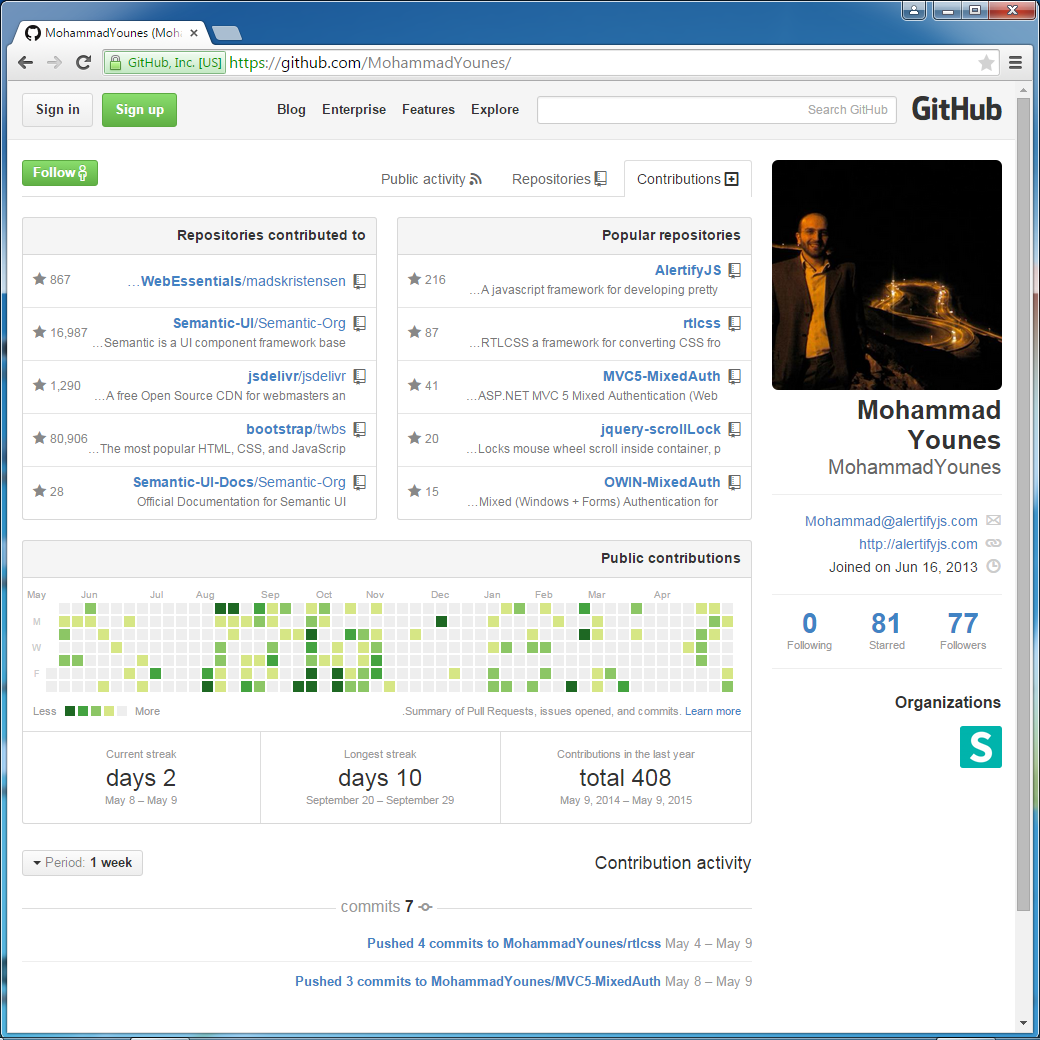 MohammadYounes (Moh
GitHub, Inc. [US] https://github.com/MohammadYounes/
Sign in
Sign up
Blog
Enterprise
Features
Explore
Search GitHub
GitHub
Follow
Public activity
Repositories
Contributions
Repositories contributed to
867
…WebEssentials/madskristensen
16,987
Semantic-UI/Semantic-Org
…Semantic is a UI component framework base
1,290
jsdelivr/jsdelivr
…A free Open Source CDN for webmasters an
80,906
bootstrap/twbs
…The most popular HTML, CSS, and JavaScrip
28
Semantic-UI-Docs/Semantic-Org
Official Documentation for Semantic UI
Popular repositories
216
AlertifyJS
…A javascript framework for developing pretty
87
rtlcss
…RTLCSS a framework for converting CSS fro
41
MVC5-MixedAuth
…ASP.NET MVC 5 Mixed Authentication (Web
20
jquery-scrollLock
…Locks mouse wheel scroll inside container, p
15
OWIN-MixedAuth
…Mixed (Windows + Forms) Authentication for
Mohammad
Younes
MohammadYounes
Mohammad@alertifyjs.com
http://alertifyjs.com
Joined on Jun 16, 2013
0
Following
81
Starred
77
Followers
Organizations
S
Public contributions
May Jun Jul Aug Sep Oct Nov Dec Jan Feb Mar Apr
M
W
F
Less
More
.Summary of Pull Requests, issues opened, and commits. Learn more
Current streak
days 2
May 8 – May 9
Longest streak
days 10
September 20 – September 29
Contributions in the last year
total 408
May 9, 2014 – May 9, 2015
Period: 1 week
Contribution activity
commits 7
Pushed 4 commits to MohammadYounes/rtlcss May 4 – May 9
Pushed 3 commits to MohammadYounes/MVC5-MixedAuth May 8 – May 9